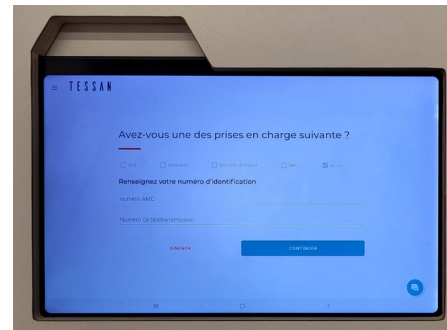 TESSAN
Avez-vous une des prises en charge suivante ?
Renseignez votre numéro d'identification
numéro AMC
Numéro de télétransmission
IGNORER
CONTINUER